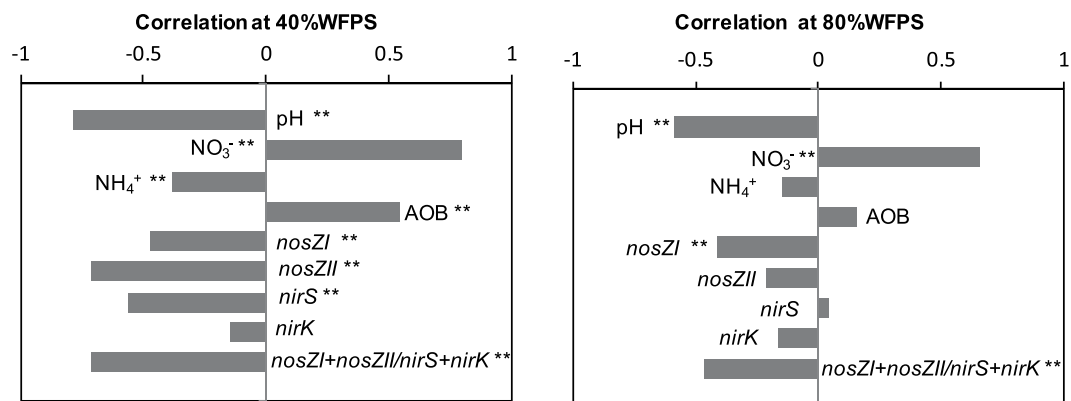 Correlation at 40%WFPS
-1 -0.5 0 0.5 1
pH **
NO₃⁻ **
NH₄⁺ **
AOB **
nosZI **
nosZII **
nirS **
nirK
nosZI+nosZII/nirS+nirK **
Correlation at 80%WFPS
-1 -0.5 0 0.5 1
pH **
NO₃⁻ **
NH₄⁺
AOB
nosZI **
nosZII
nirS
nirK
nosZI+nosZII/nirS+nirK **